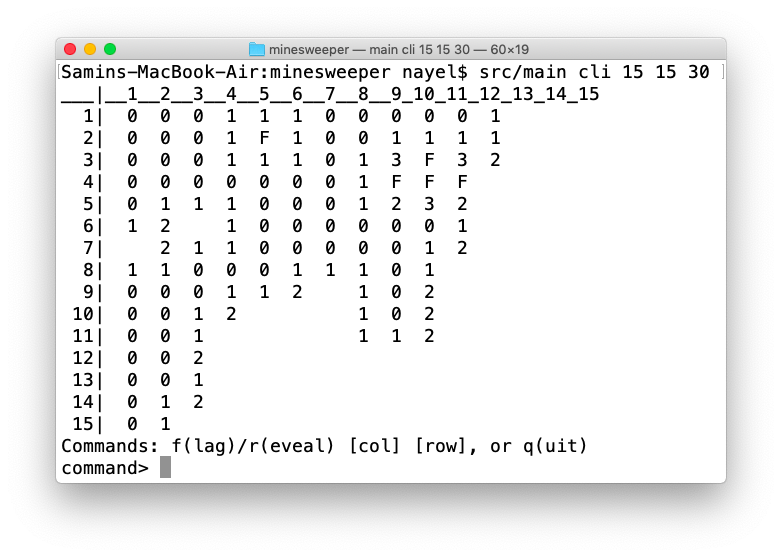 minesweeper — main cli 15 15 30 — 60×19
[Samins-MacBook-Air:minesweeper nayel$ src/main cli 15 15 30 ]
___|__1__2__3__4__5__6__7__8__9_10_11_12_13_14_15
  1|  0  0  0  1  1  1  0  0  0  0  0  1
  2|  0  0  0  1  F  1  0  0  1  1  1  1
  3|  0  0  0  1  1  1  0  1  3  F  3  2
  4|  0  0  0  0  0  0  0  1  F  F  F
  5|  0  1  1  1  0  0  0  1  2  3  2
  6|  1  2     1  0  0  0  0  0  0  1
  7|     2  1  1  0  0  0  0  0  1  2
  8|  1  1  0  0  0  1  1  1  0  1
  9|  0  0  0  1  1  2     1  0  2
 10|  0  0  1  2           1  0  2
 11|  0  0  1              1  1  2
 12|  0  0  2
 13|  0  0  1
 14|  0  1  2
 15|  0  1
Commands: f(lag)/r(eveal) [col] [row], or q(uit)
command>